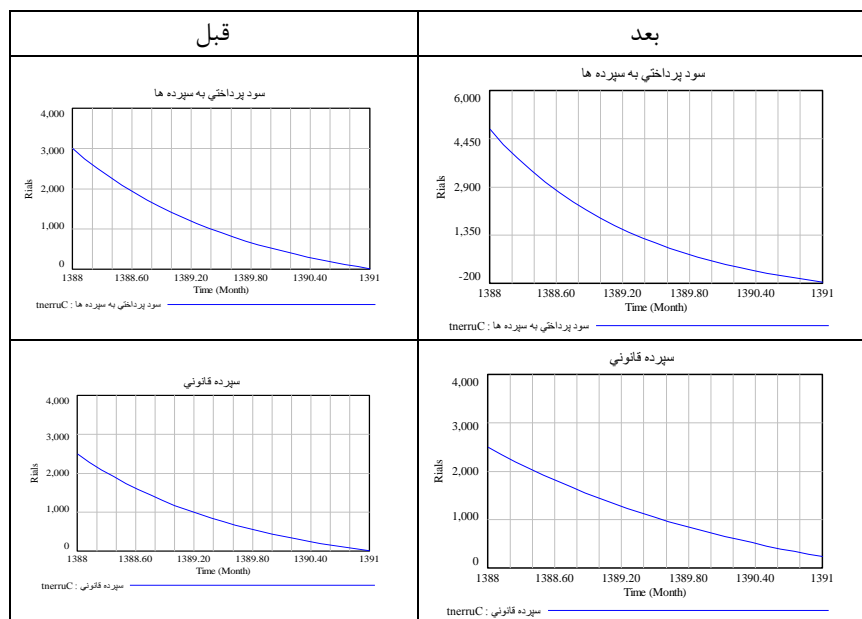 قبل
بعد
سود پرداختي به سپرده ها
4,000
3,000
2,000
1,000
0
Rials
1388 1388.60 1389.20 1389.80 1390.40 1391
Time (Month)
سود پرداختي به سپرده ها : tnerruC
سود پرداختي به سپرده ها
6,000
4,450
2,900
1,350
-200
Rials
1388 1388.60 1389.20 1389.80 1390.40 1391
Time (Month)
سود پرداختي به سپرده ها : tnerruC
سپرده قانوني
4,000
3,000
2,000
1,000
0
Rials
1388 1388.60 1389.20 1389.80 1390.40 1391
Time (Month)
سپرده قانوني : tnerruC
سپرده قانوني
4,000
3,000
2,000
1,000
0
Rials
1388 1388.60 1389.20 1389.80 1390.40 1391
Time (Month)
سپرده قانوني : tnerruC